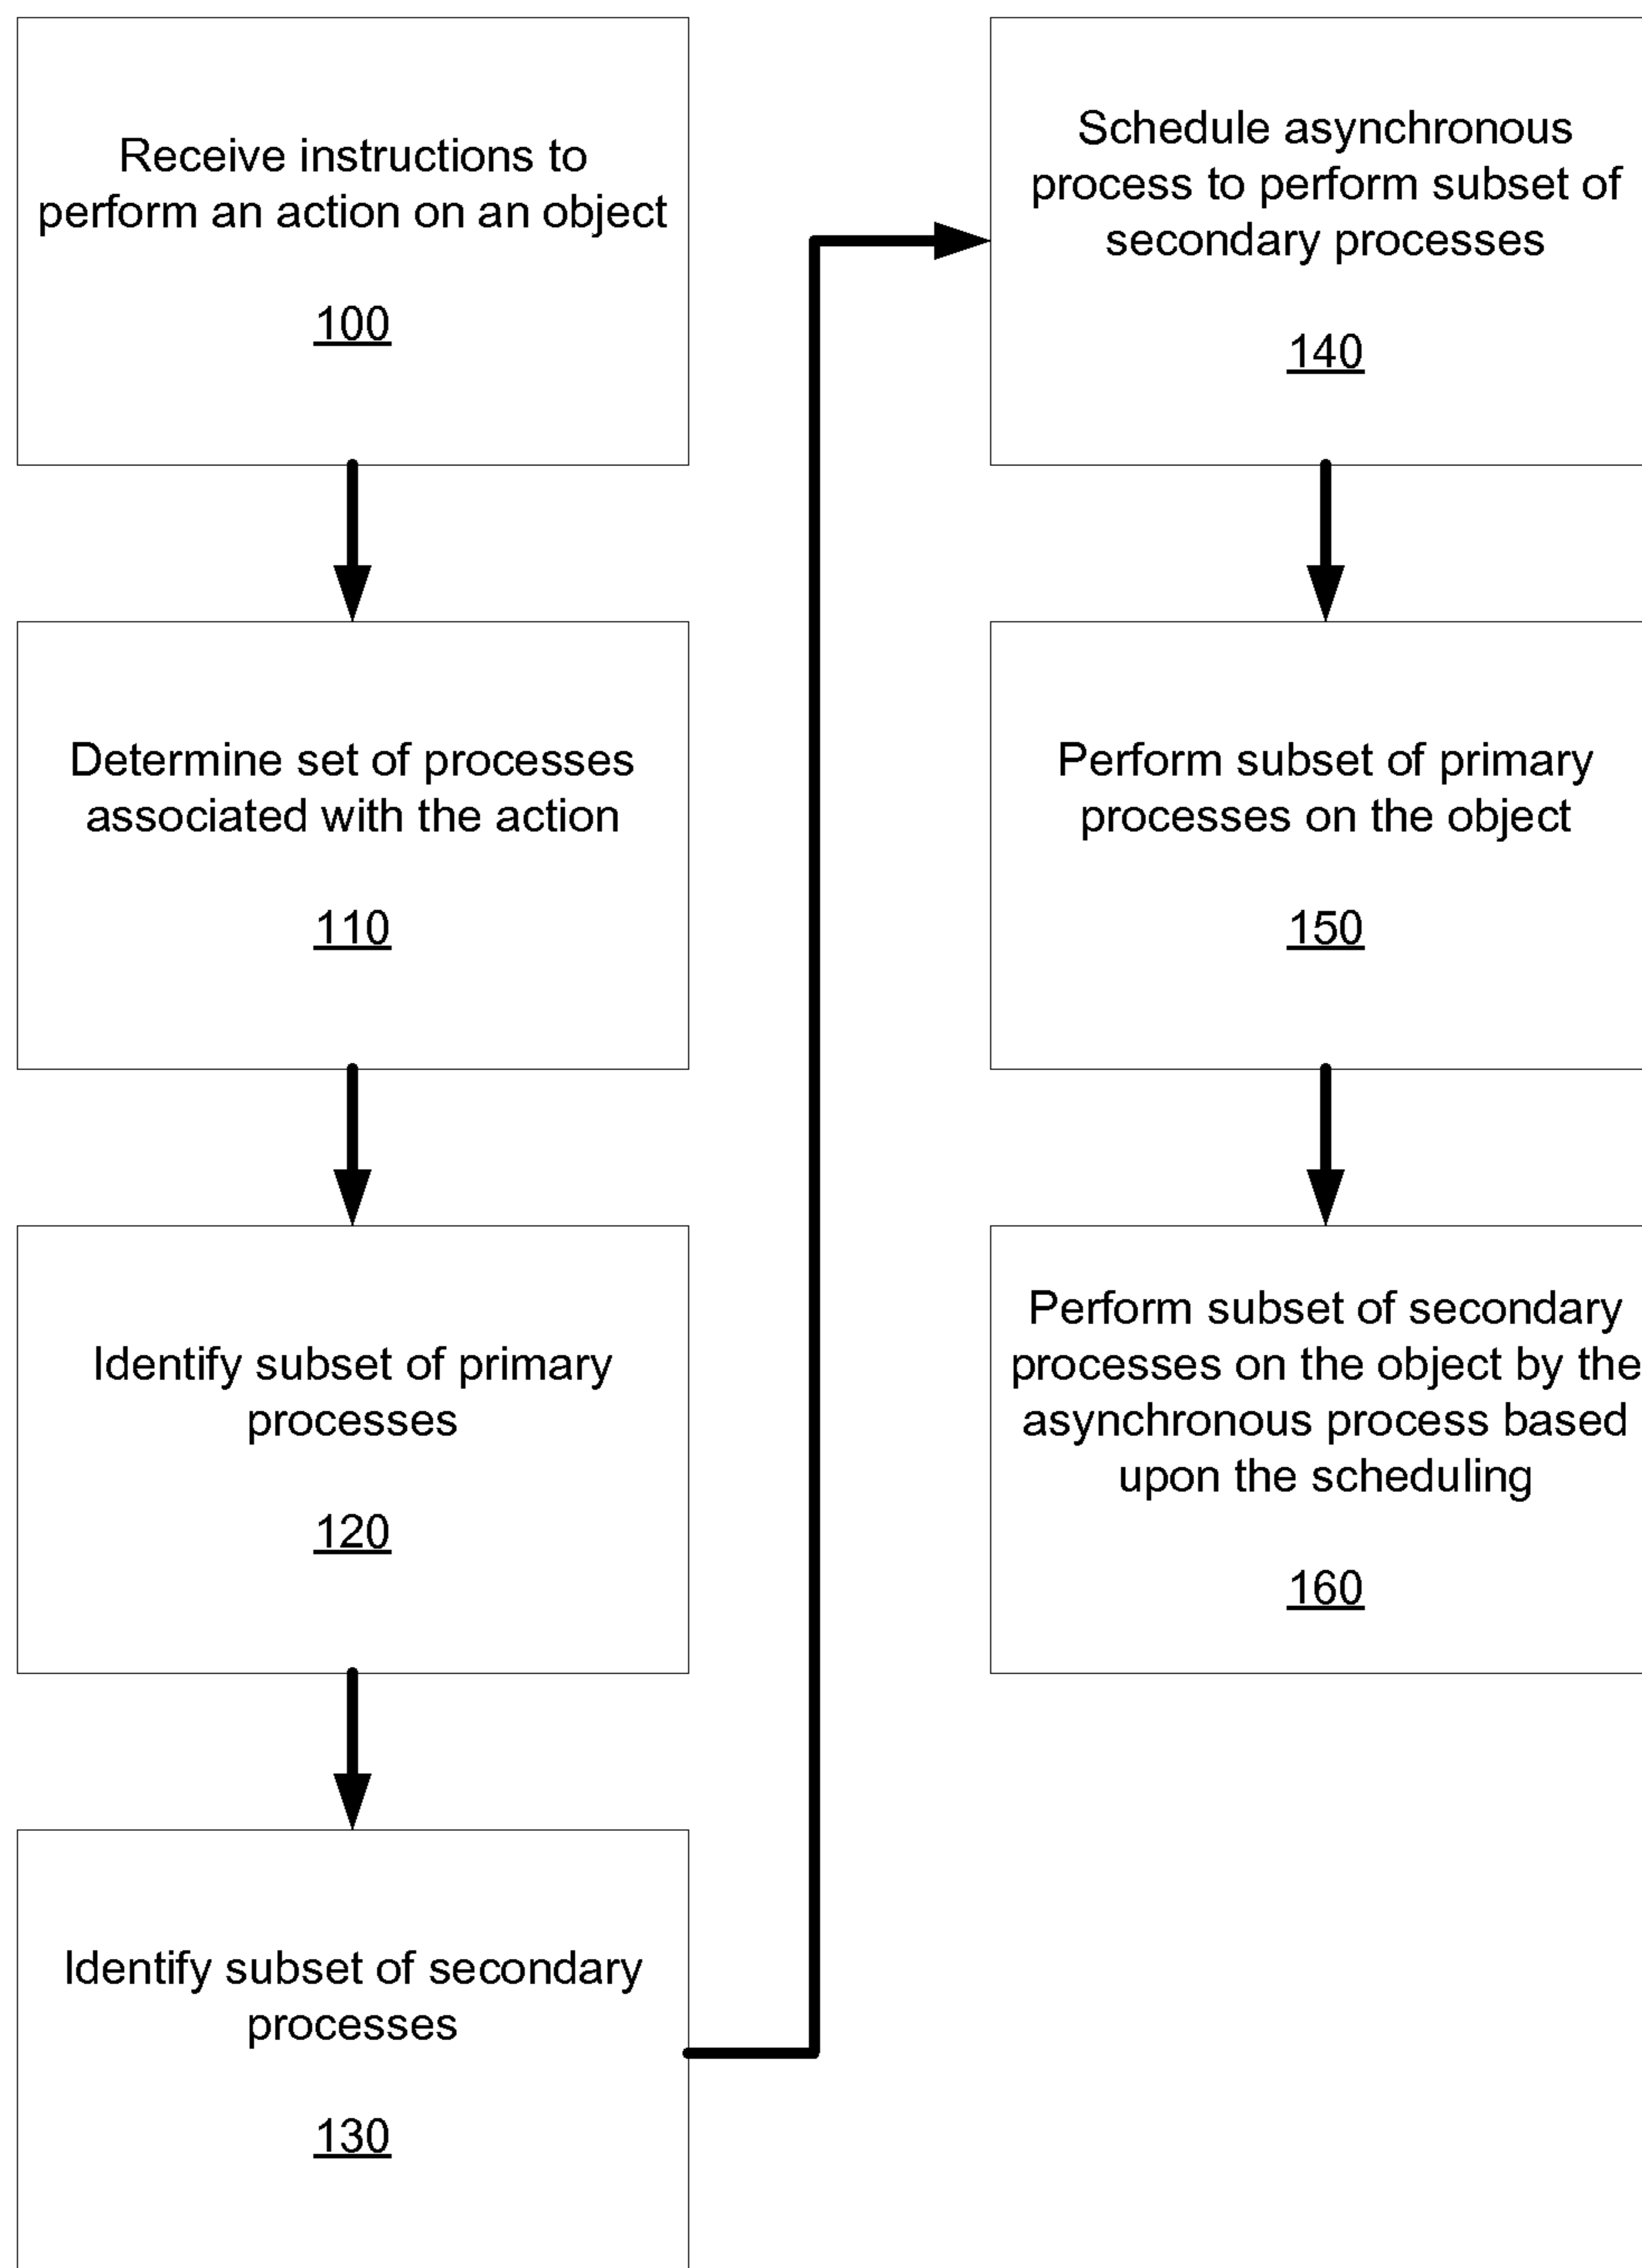 Receive instructions to
perform an action on an object
100
Determine set of processes
associated with the action
110
Identify subset of primary
processes
120
Identify subset of secondary
processes
130
Schedule asynchronous
process to perform subset of
secondary processes
140
Perform subset of primary
processes on the object
150
Perform subset of secondary
processes on the object by the
asynchronous process based
upon the scheduling
160